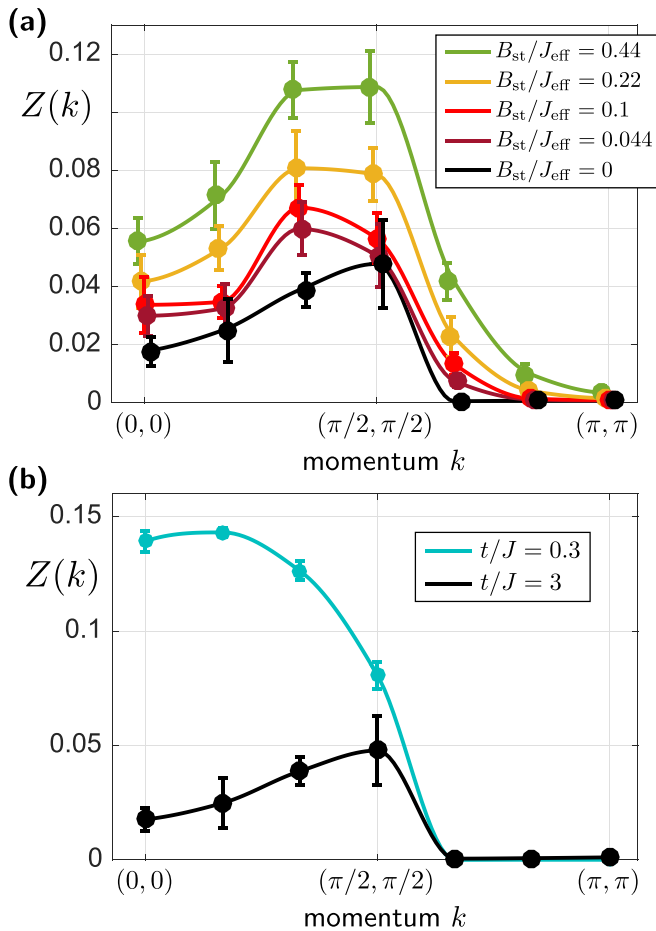 (a)
0.12
Z(k)
0.08
0.06
0.04
0.02
0
B_st/J_eff = 0.44
B_st/J_eff = 0.22
B_st/J_eff = 0.1
B_st/J_eff = 0.044
B_st/J_eff = 0
(0, 0)
(π/2, π/2)
(π, π)
momentum k
(b)
0.15
Z(k)
0.1
0.05
0
t/J = 0.3
t/J = 3
(0, 0)
(π/2, π/2)
(π, π)
momentum k